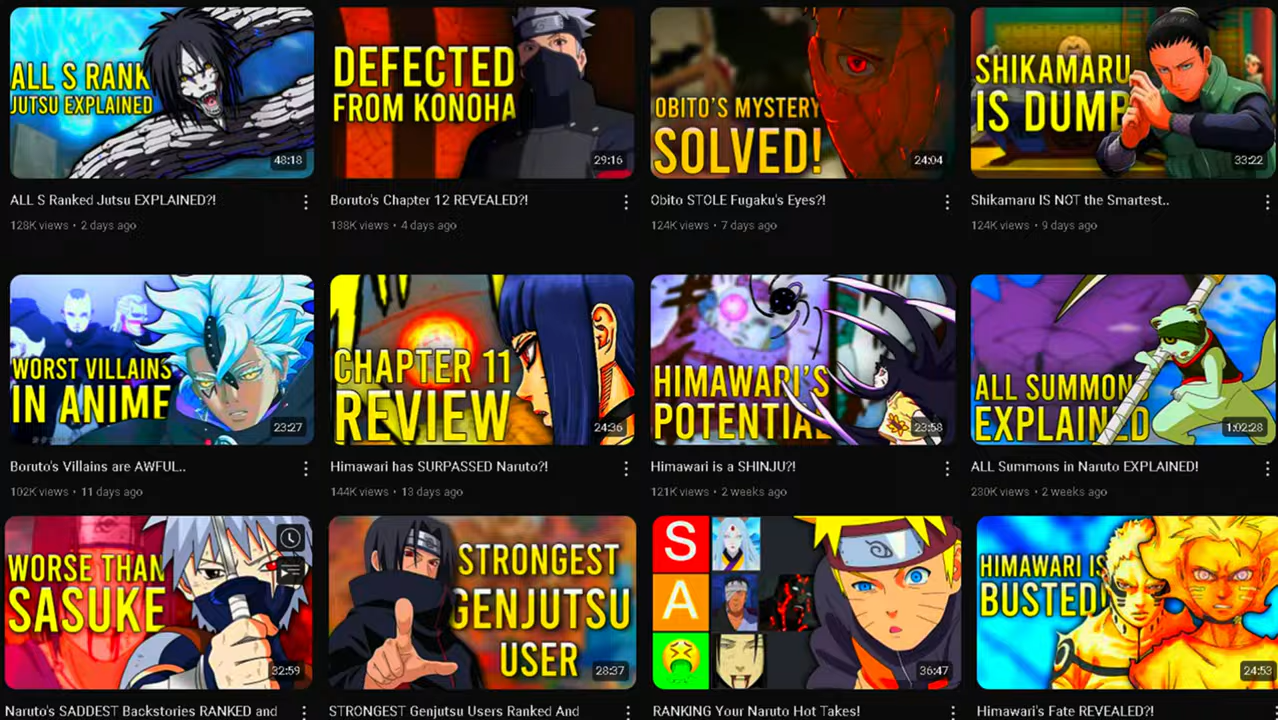 ALL S RANK
JUTSU EXPLAINED
48:18
DEFECTED
FROM KONOHA
29:16
OBITO'S MYSTERY
SOLVED!
24:04
SHIKAMARU
IS DUMB
33:22
ALL S Ranked Jutsu EXPLAINED?!
128K views • 2 days ago
Boruto's Chapter 12 REVEALED?!
138K views • 4 days ago
Obito STOLE Fugaku's Eyes?!
124K views • 7 days ago
Shikamaru IS NOT the Smartest..
124K views • 9 days ago
WORST VILLAINS
IN ANIME
23:27
CHAPTER 11
REVIEW
24:36
HIMAWARI'S
POTENTIAL
23:58
ALL SUMMONS
EXPLAINED
1:02:28
Boruto's Villains are AWFUL..
102K views • 11 days ago
Himawari has SURPASSED Naruto?!
144K views • 13 days ago
Himawari is a SHINJU?!
121K views • 2 weeks ago
ALL Summons in Naruto EXPLAINED!
230K views • 2 weeks ago
WORSE THAN
SASUKE
32:59
STRONGEST
GENJUTSU
USER
28:37
S
A
36:47
HIMAWARI IS
BUSTED!
24:53
Naruto's SADDEST Backstories RANKED and
STRONGEST Genjutsu Users Ranked And
RANKING Your Naruto Hot Takes!
Himawari's Fate REVEALED?!